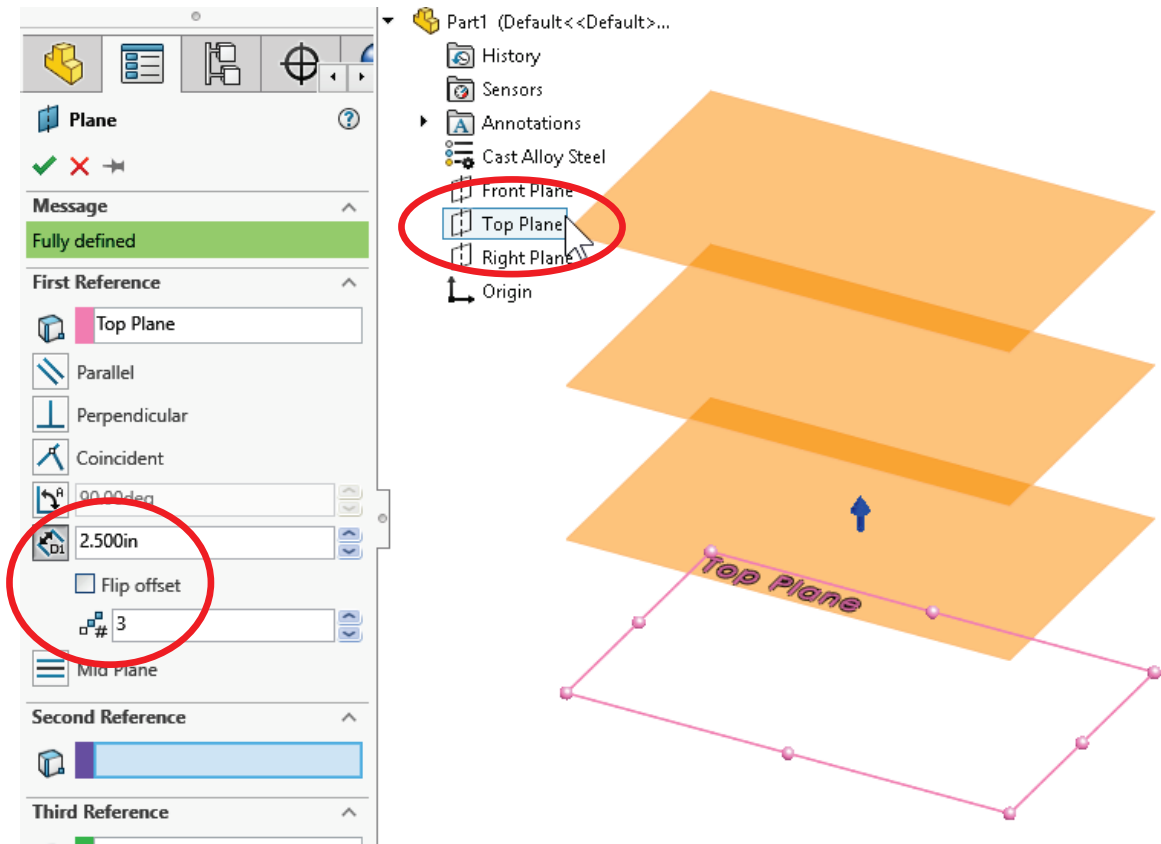 Part1 (Default<<Default>...
History
Sensors
A Annotations
Cast Alloy Steel
Front Plane
Top Plane
Right Plane
Origin
Plane
?
Message
Fully defined
First Reference
Top Plane
Parallel
Perpendicular
Coincident
A 90.00deg
D1 2.500in
Flip offset
# 3
Mid Plane
Second Reference
Third Reference
Top Plane